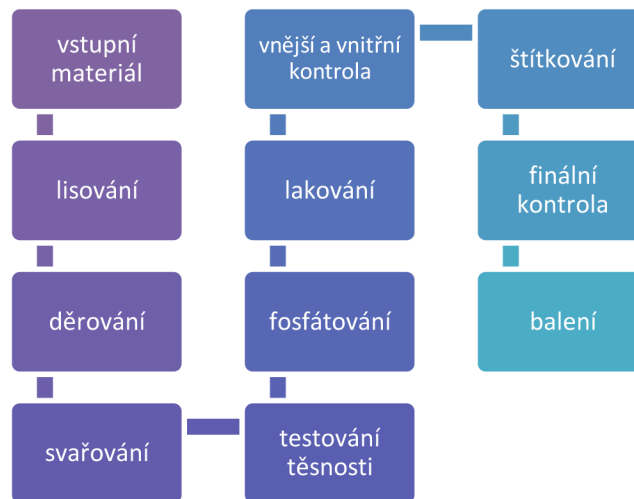 vstupní
materiál
lisování
děrování
svařování
testování
těsnosti
fosfátování
lakování
vnější a vnitřní
kontrola
štítkování
finální
kontrola
balení